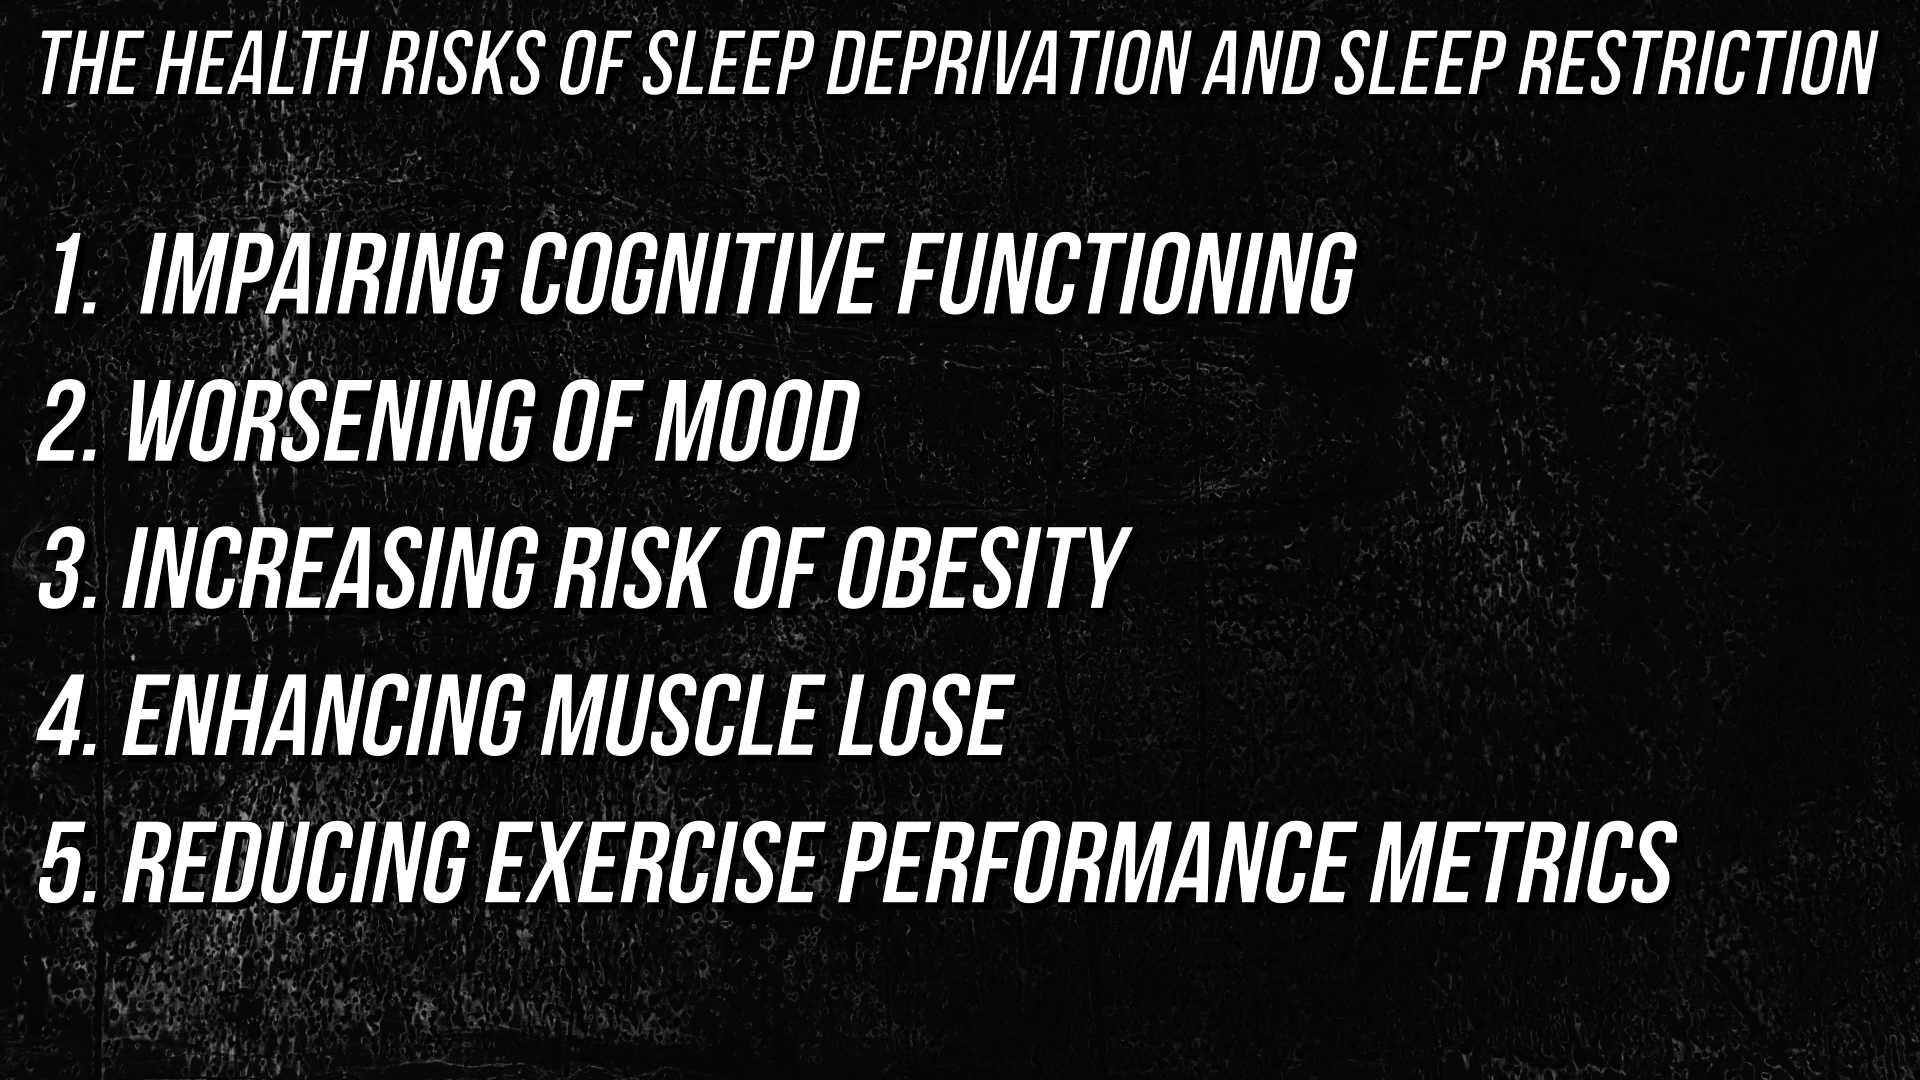 THE HEALTH RISKS OF SLEEP DEPRIVATION AND SLEEP RESTRICTION
1. IMPAIRING COGNITIVE FUNCTIONING
2. WORSENING OF MOOD
3. INCREASING RISK OF OBESITY
4. ENHANCING MUSCLE LOSE
5. REDUCING EXERCISE PERFORMANCE METRICS